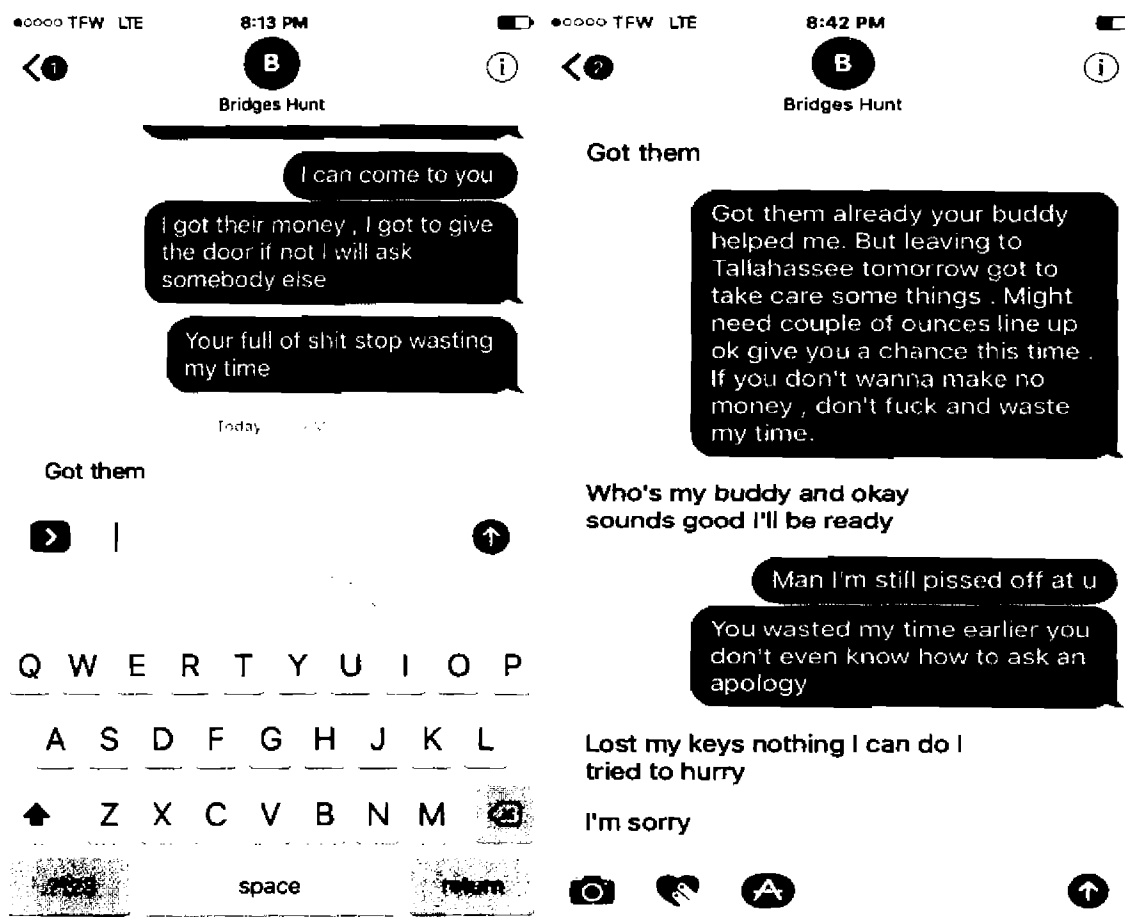 TFW LTE 8:13 PM
1
B
Bridges Hunt
I can come to you
I got their money , I got to give
the door if not I will ask
somebody else
Your full of shit stop wasting
my time
Today
Got them
Q W E R T Y U I O P
A S D F G H J K L
Z X C V B N M
space return
TFW LTE 8:42 PM
2
B
Bridges Hunt
Got them
Got them already your buddy
helped me. But leaving to
Tallahassee tomorrow got to
take care some things . Might
need couple of ounces line up
ok give you a chance this time .
If you don't wanna make no
money , don't fuck and waste
my time.
Who's my buddy and okay
sounds good I'll be ready
Man I'm still pissed off at u
You wasted my time earlier you
don't even know how to ask an
apology
Lost my keys nothing I can do I
tried to hurry
I'm sorry